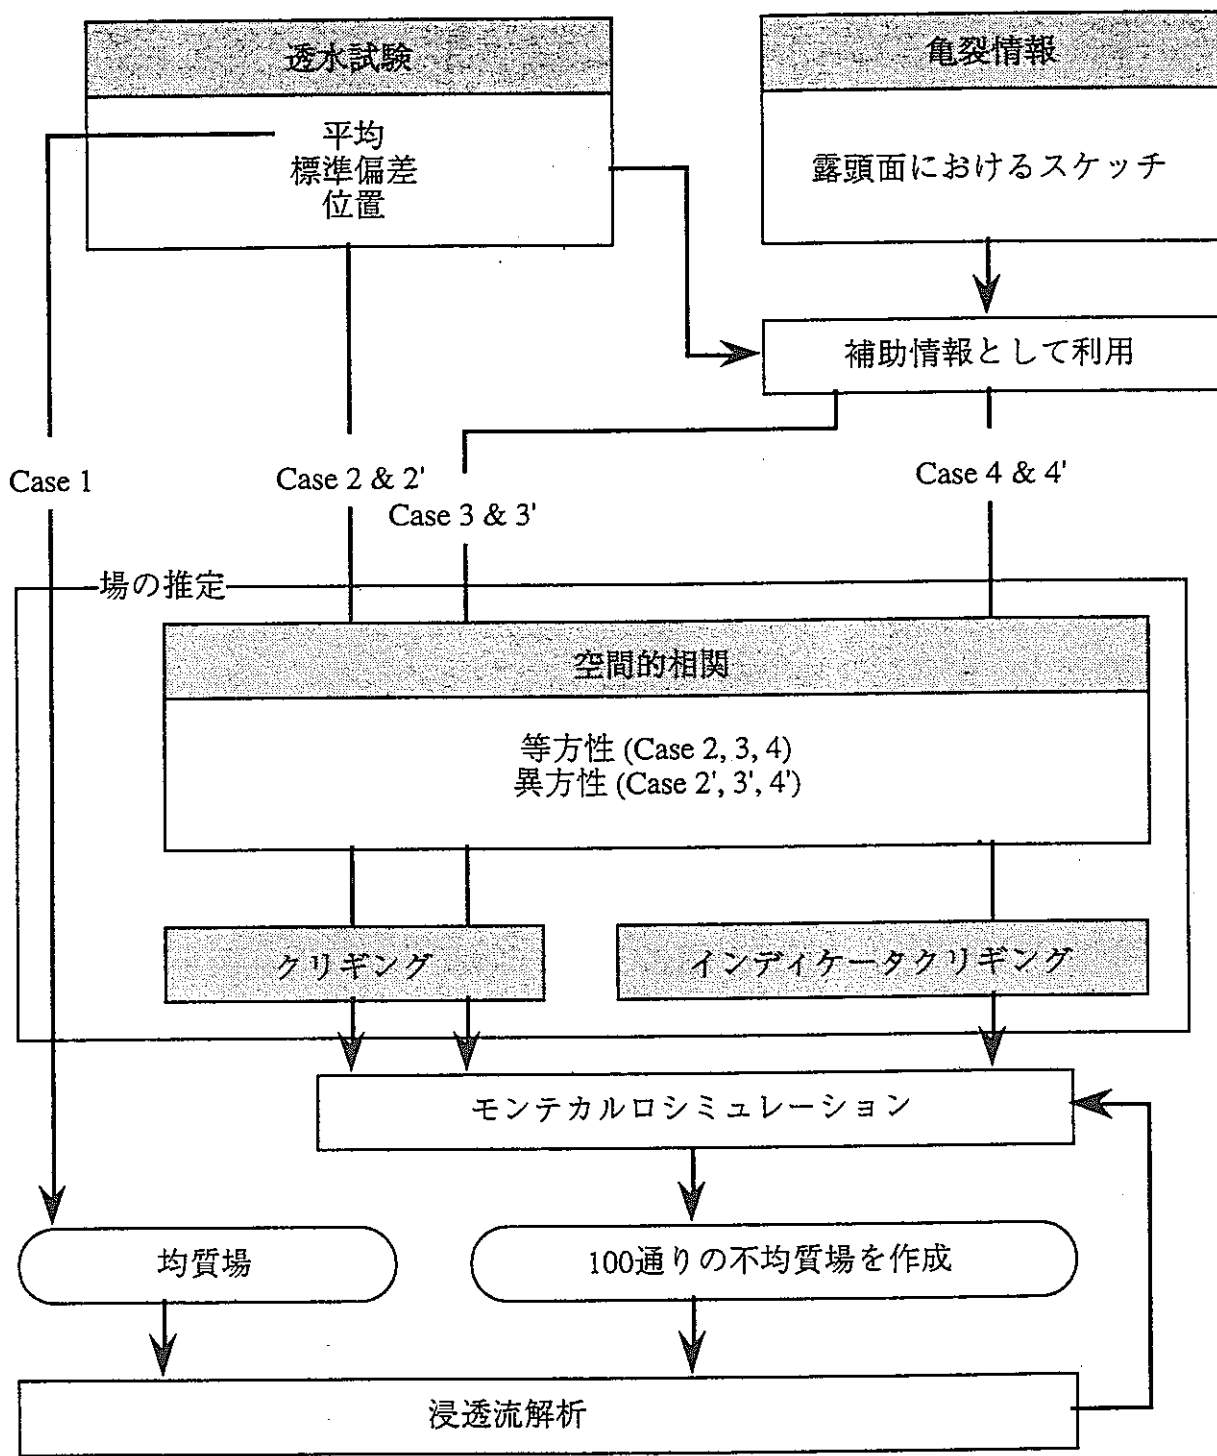 透水試験
平均
標準偏差
位置
亀裂情報
露頭面におけるスケッチ
補助情報として利用
Case 1
Case 2 & 2'
Case 3 & 3'
Case 4 & 4'
場の推定
空間的相関
等方性 (Case 2, 3, 4)
異方性 (Case 2', 3', 4')
クリギング
インディケータクリギング
モンテカルロシミュレーション
均質場
100通りの不均質場を作成
浸透流解析